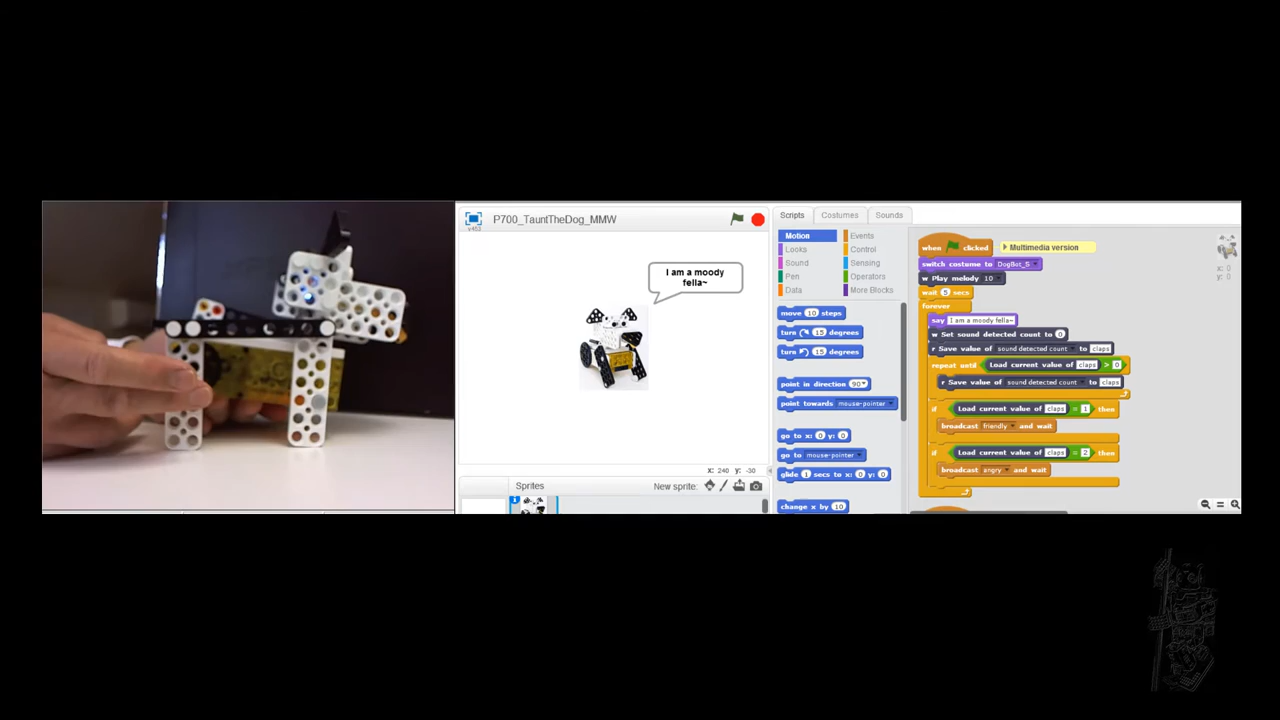 P700_TauntTheDog_MMW
v453
I am a moody
fella~
X: 240 y: -30
Sprites
New sprite:
Scripts
Costumes
Sounds
Motion
Looks
Sound
Pen
Data
Events
Control
Sensing
Operators
More Blocks
move 10 steps
turn 15 degrees
turn 15 degrees
point in direction 90
point towards mouse-pointer
go to x: 0 y: 0
go to mouse-pointer
glide 1 secs to x: 0 y: 0
change x by 10
when clicked
Multimedia version
switch costume to DogBot_S
w Play melody 10
wait 5 secs
forever
say I am a moody fella~
w Set sound detected count to 0
r Save value of sound detected count to claps
repeat until Load current value of claps > 0
r Save value of sound detected count to claps
if Load current value of claps = 1 then
broadcast friendly and wait
if Load current value of claps = 2 then
broadcast angry and wait
x: 0
y: 0